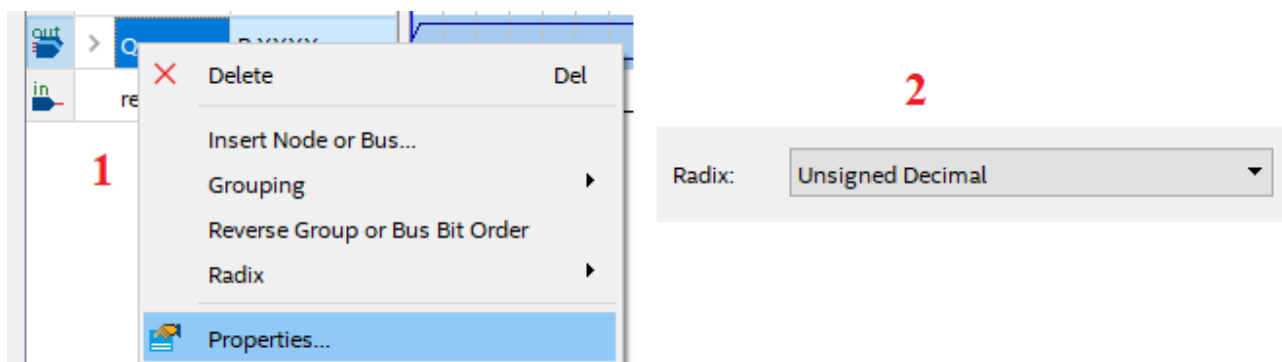 out
Q
in
re
Delete Del
Insert Node or Bus...
Grouping
Reverse Group or Bus Bit Order
Radix
Properties...
1
2
Radix: Unsigned Decimal